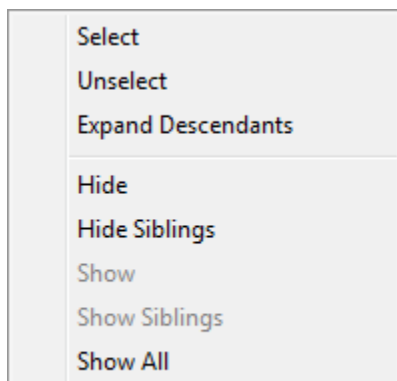 Select
Unselect
Expand Descendants
Hide
Hide Siblings
Show
Show Siblings
Show All